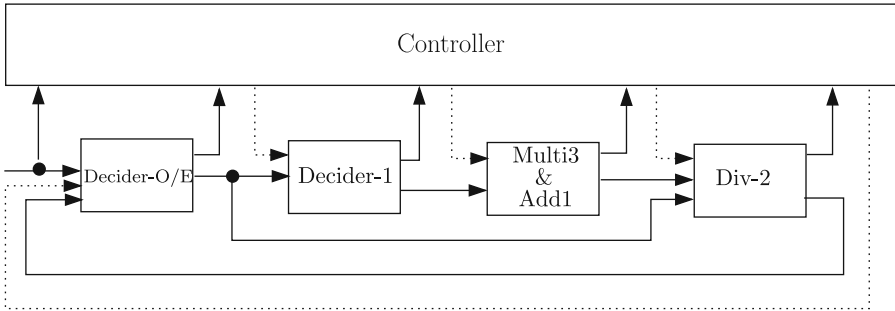 Controller
Decider-O/E
Decider-1
Multi3
&
Add1
Div-2